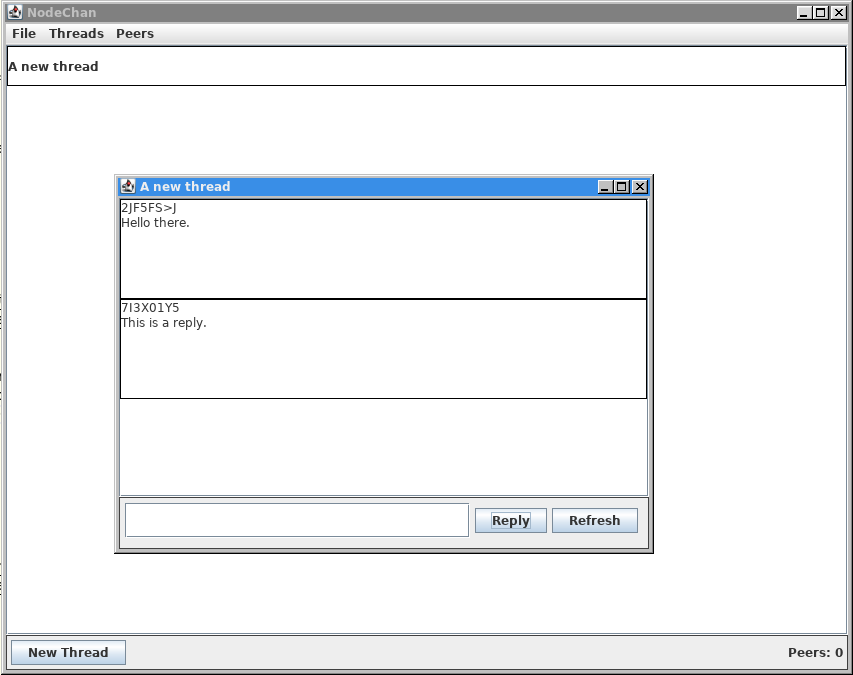 NodeChan
File Threads Peers
A new thread
A new thread
2JF5FS>J
Hello there.
7I3X01Y5
This is a reply.
Reply Refresh
New Thread Peers: 0